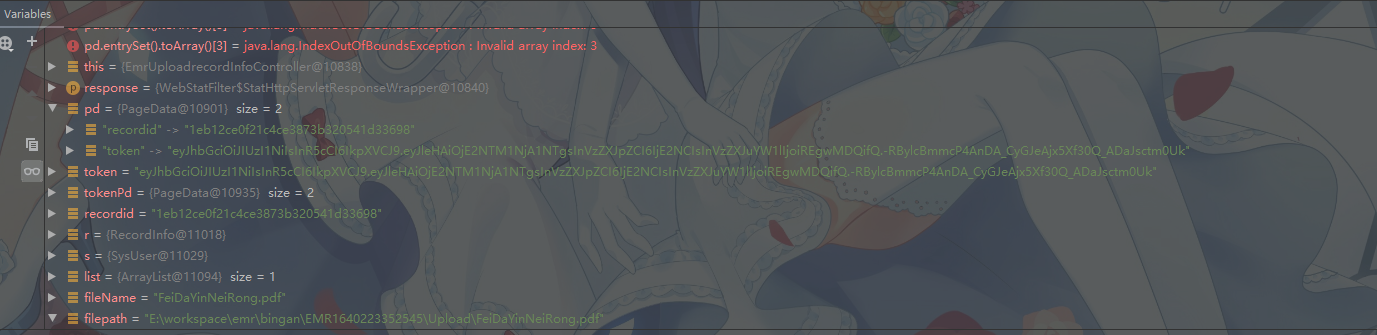 Variables
pd.entrySet().toArray()[3] = java.lang.IndexOutOfBoundsException : Invalid array index: 3
this = {EmrUploadrecordInfoController@10838}
response = {WebStatFilter$StatHttpServletResponseWrapper@10840}
pd = {PageData@10901} size = 2
"recordid" -> "1eb12ce0f21c4ce3873b320541d33698"
"token" -> "eyJhbGciOiJIUzI1NiIsInR5cCI6IkpXVCJ9.eyJleHAiOjE2NTM1NjA1NTgsInVzZXJpZCI6IjE2NCIsInVzZXJuYW1lIjoiREgwMDQifQ.-RBylcBmmcP4AnDA_CyGJeAjx5Xf30Q_ADaJsctm0Uk"
token = "eyJhbGciOiJIUzI1NiIsInR5cCI6IkpXVCJ9.eyJleHAiOjE2NTM1NjA1NTgsInVzZXJpZCI6IjE2NCIsInVzZXJuYW1lIjoiREgwMDQifQ.-RBylcBmmcP4AnDA_CyGJeAjx5Xf30Q_ADaJsctm0Uk"
tokenPd = {PageData@10935} size = 2
recordid = "1eb12ce0f21c4ce3873b320541d33698"
r = {RecordInfo@11018}
s = {SysUser@11029}
list = {ArrayList@11094} size = 1
fileName = "FeiDaYinNeiRong.pdf"
filepath = "E:\workspace\emr\bingan\EMR1640223352545\Upload\FeiDaYinNeiRong.pdf"